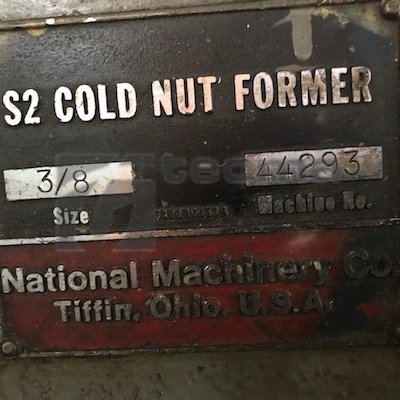 S2 COLD NUT FORMER
3/8 44293
Size Machine No.
National Machinery Co.
Tiffin, Ohio, U.S.A.